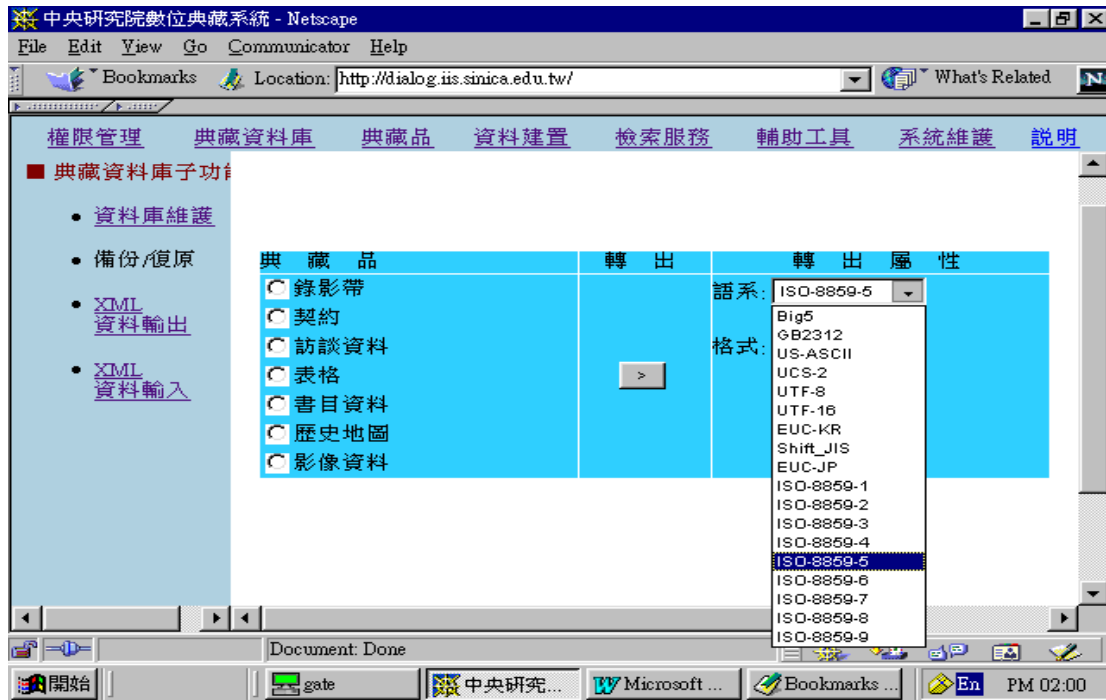 中央研究院數位典藏系統 - Netscape
File Edit View Go Communicator Help
Bookmarks Location: http://dialog.iis.sinica.edu.tw/ What's Related N
權限管理 典藏資料庫 典藏品 資料建置 檢索服務 輔助工具 系統維護 說明
典藏資料庫子功能
資料庫維護
備份/復原
XML
資料輸出
XML
資料輸入
典 藏 品 轉 出 轉 出 屬 性
錄影帶
契約
訪談資料
表格
書目資料
歷史地圖
影像資料
>
語系: ISO-8859-5
格式:
Big5
GB2312
US-ASCII
UCS-2
UTF-8
UTF-16
EUC-KR
Shift_JIS
EUC-JP
ISO-8859-1
ISO-8859-2
ISO-8859-3
ISO-8859-4
ISO-8859-5
ISO-8859-6
ISO-8859-7
ISO-8859-8
ISO-8859-9
Document: Done
開始 gate 中央研究... Microsoft ... Bookmarks ... En PM 02:00